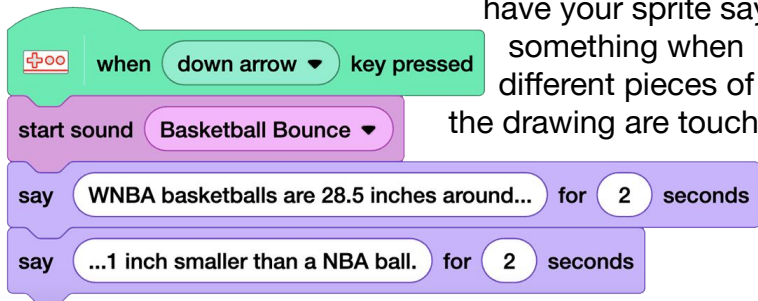 have your sprite say
something when
different pieces of
the drawing are touch
when down arrow key pressed
start sound Basketball Bounce
say WNBA basketballs are 28.5 inches around... for 2 seconds
say ...1 inch smaller than a NBA ball. for 2 seconds